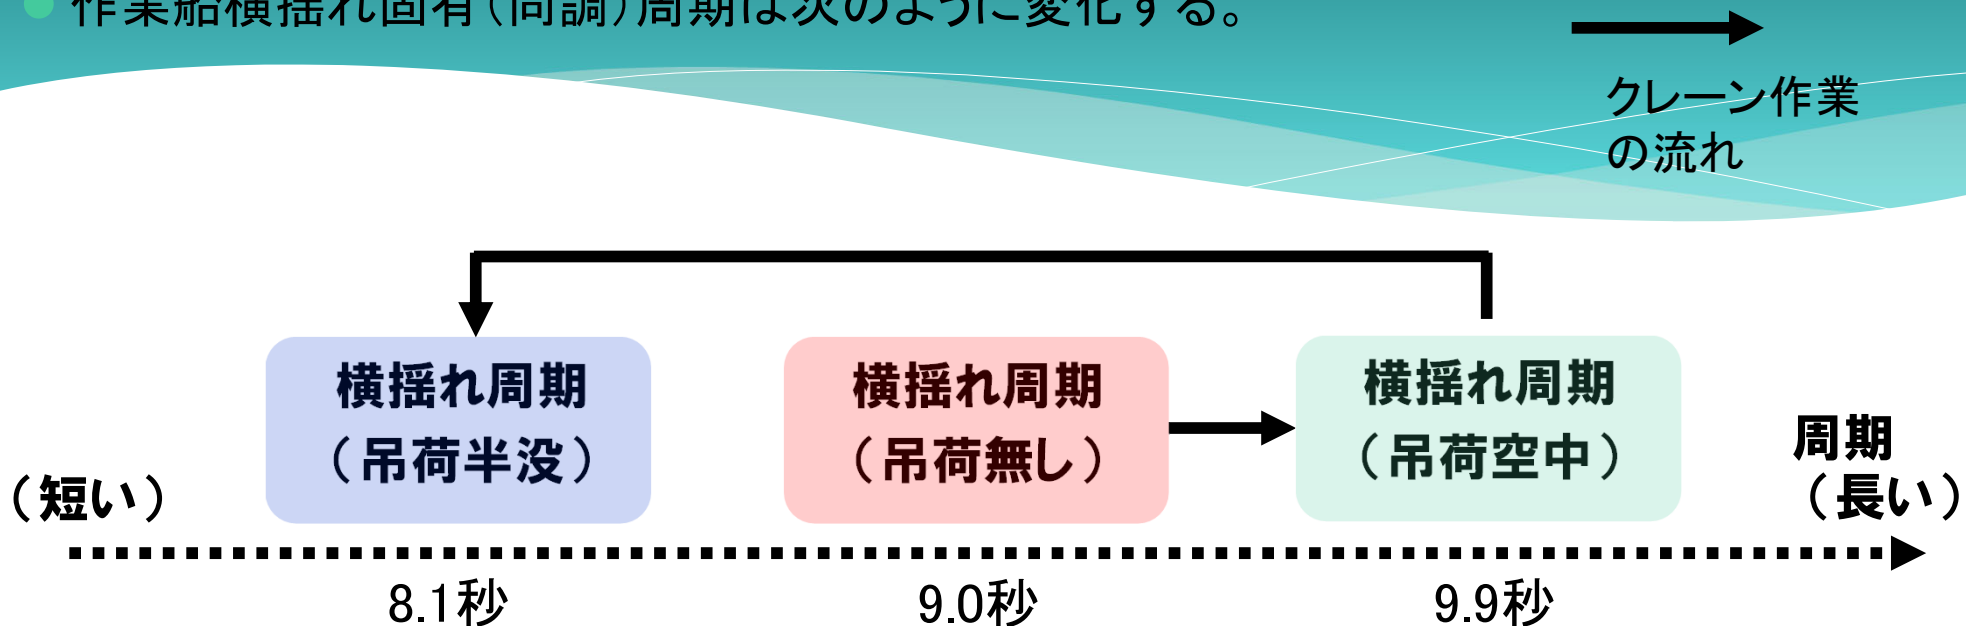 作業船横揺れ固有(同調)周期は次のように変化する。
クレーン作業
の流れ
横揺れ周期
(吊荷半没)
横揺れ周期
(吊荷無し)
横揺れ周期
(吊荷空中)
(短い)
周期
(長い)
8.1秒
9.0秒
9.9秒